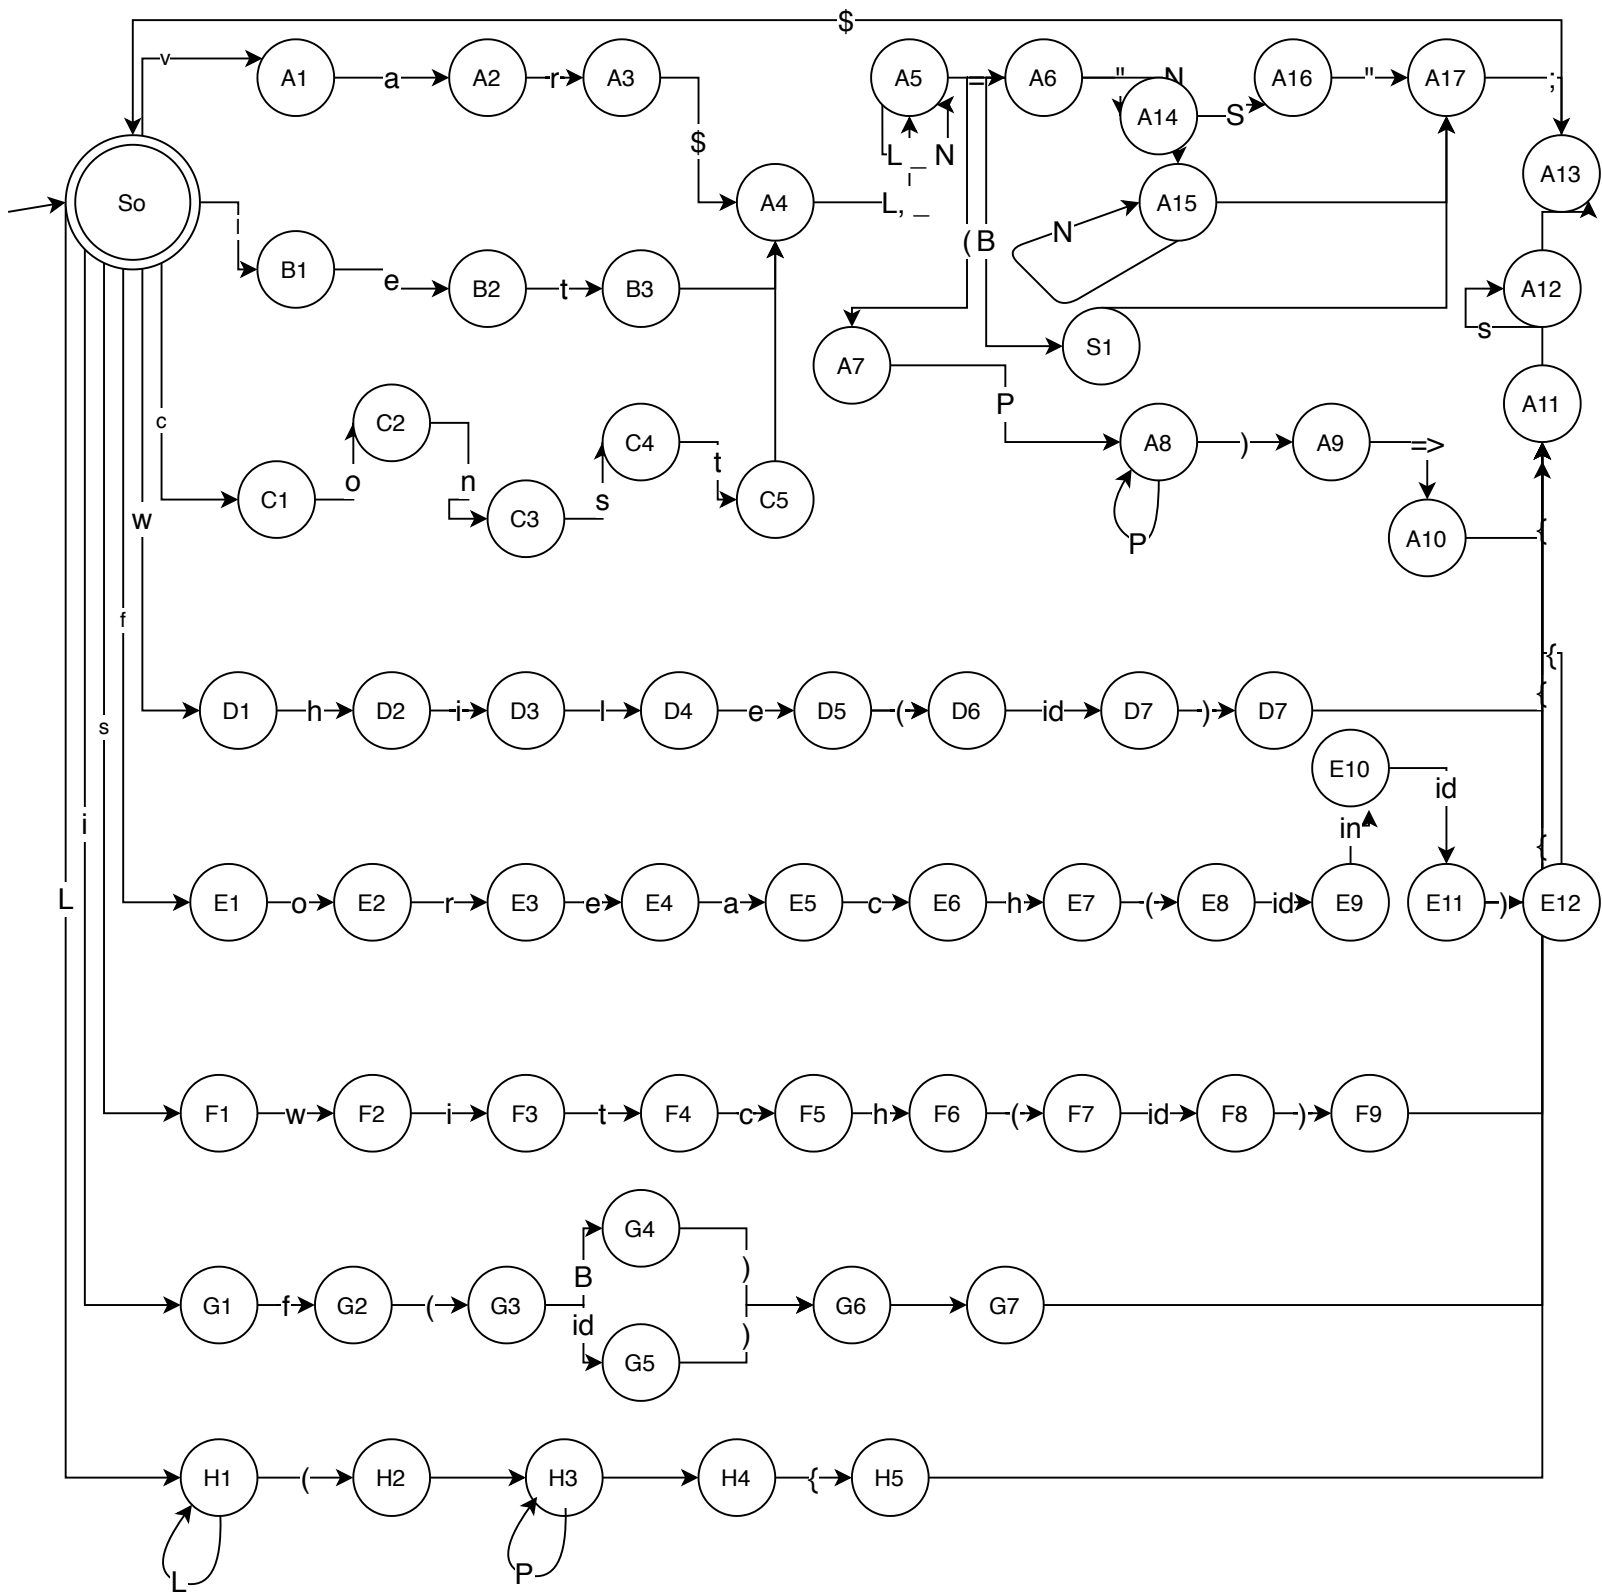 $
v A1 a A2 r A3
A5 = A6 " N
A14 S A16 " A17 ;
$
L _ N
A13
So
A4 L, _
A15
N
( B
l
B1 e B2 t B3
A12
s
A7
S1
P
A11
c
C2
C4
A8 ) A9 =>
n
t
o
s
C1
C3
C5
w
P
A10 {
f
{
{
s
D1 h D2 i D3 l D4 e D5 ( D6 id D7 ) D7
E10 id
i
in
{
L
E1 o E2 r E3 e E4 a E5 c E6 h E7 ( E8 id E9
E11 ) E12
F1 w F2 i F3 t F4 c F5 h F6 ( F7 id F8 ) F9
G4
B
)
G1 f G2 ( G3
G6 G7
id
)
G5
H1 ( H2 H3 H4 { H5
L
P